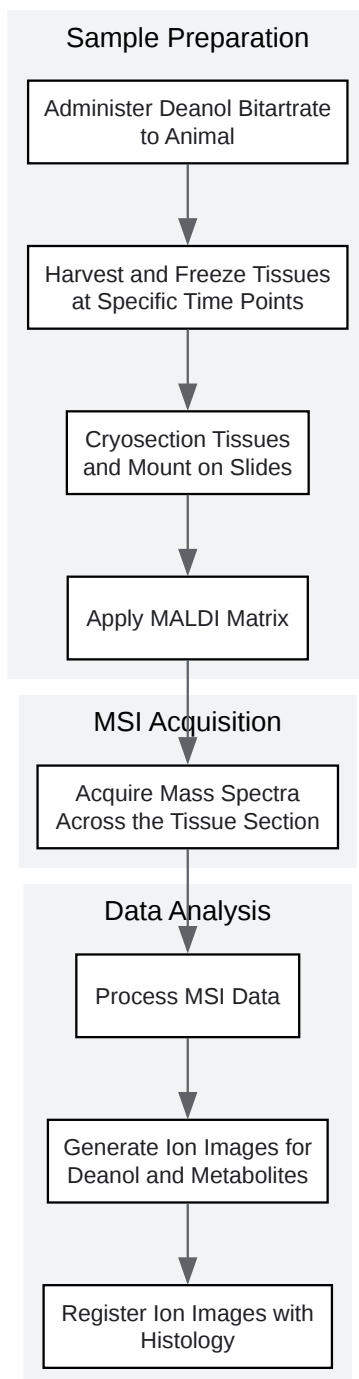 Sample Preparation
Administer Deanol Bitartrate
to Animal
Harvest and Freeze Tissues
at Specific Time Points
Cryosection Tissues
and Mount on Slides
Apply MALDI Matrix
MSI Acquisition
Acquire Mass Spectra
Across the Tissue Section
Data Analysis
Process MSI Data
Generate Ion Images for
Deanol and Metabolites
Register Ion Images with
Histology